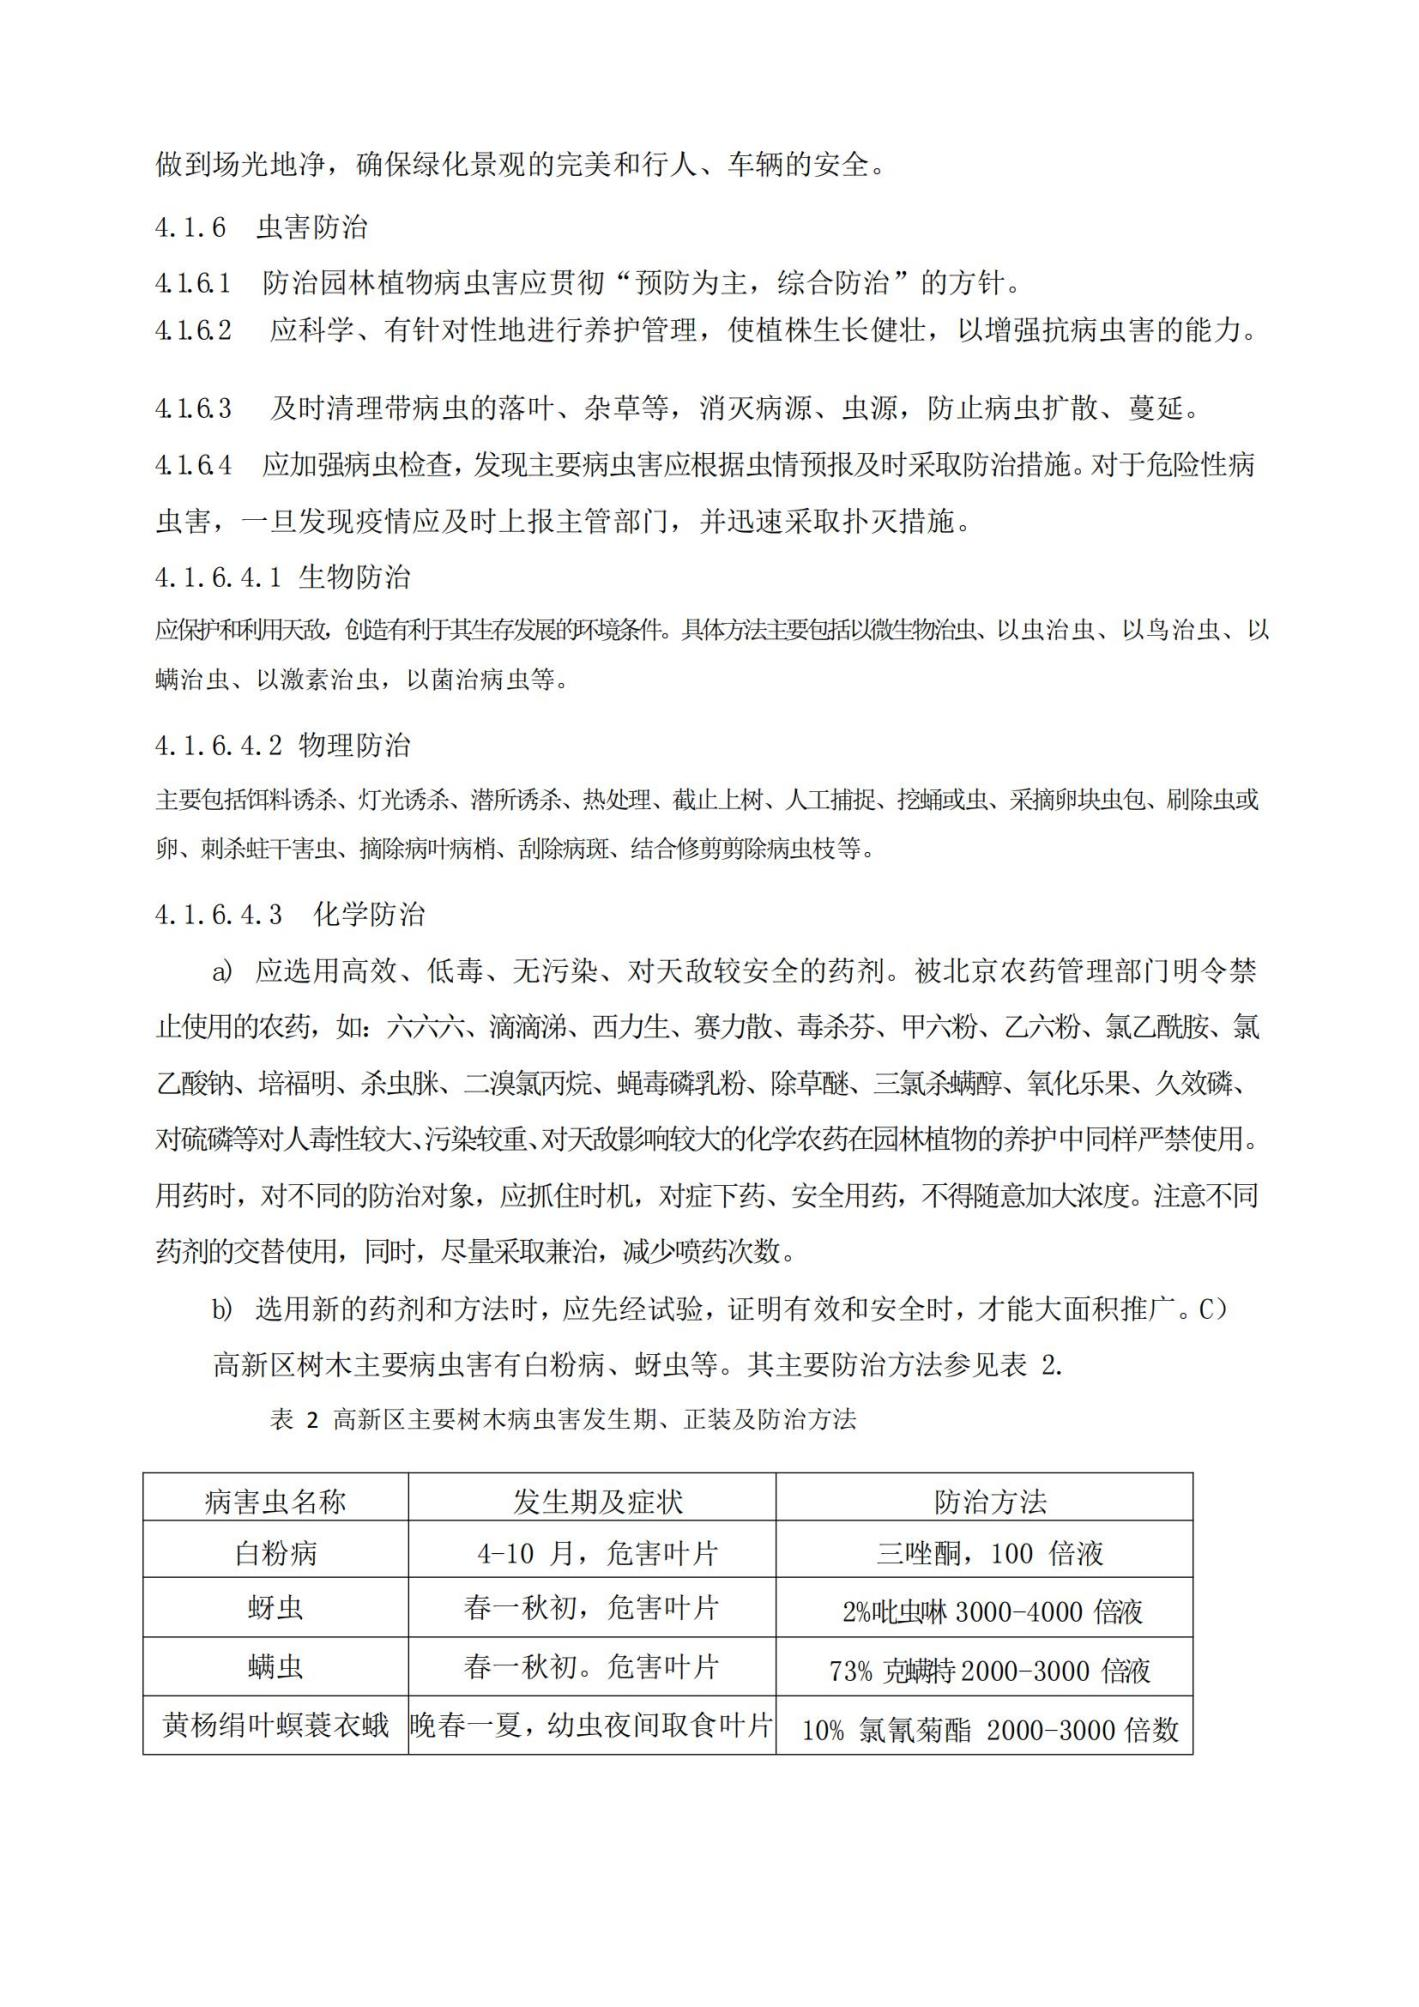 做到场光地净，确保绿化景观的完美和行人、车辆的安全。
4.1.6 虫害防治
4.1.6.1 防治园林植物病虫害应贯彻“预防为主，综合防治”的方针。
4.1.6.2 应科学、有针对性地进行养护管理，使植株生长健壮，以增强抗病虫害的能力。
4.1.6.3 及时清理带病虫的落叶、杂草等，消灭病源、虫源，防止病虫扩散、蔓延。
4.1.6.4 应加强病虫检查，发现主要病虫害应根据虫情预报及时采取防治措施。对于危险性病
虫害，一旦发现疫情应及时上报主管部门，并迅速采取扑灭措施。
4.1.6.4.1 生物防治
应保护和利用天敌，创造有利于其生存发展的环境条件。具体方法主要包括以微生物治虫、以虫治虫、以鸟治虫、以
螨治虫、以激素治虫，以菌治病虫等。
4.1.6.4.2 物理防治
主要包括饵料诱杀、灯光诱杀、潜所诱杀、热处理、截止上树、人工捕捉、挖蛹或虫、采摘卵块虫包、刷除虫或
卵、刺杀蛀干害虫、摘除病叶病梢、刮除病斑、结合修剪剪除病虫枝等。
4.1.6.4.3 化学防治
a) 应选用高效、低毒、无污染、对天敌较安全的药剂。被北京农药管理部门明令禁
止使用的农药，如：六六六、滴滴涕、西力生、赛力散、毒杀芬、甲六粉、乙六粉、氯乙酰胺、氯
乙酸钠、培福明、杀虫脒、二溴氯丙烷、蝇毒磷乳粉、除草醚、三氯杀螨醇、氧化乐果、久效磷、
对硫磷等对人毒性较大、污染较重、对天敌影响较大的化学农药在园林植物的养护中同样严禁使用。
用药时，对不同的防治对象，应抓住时机，对症下药、安全用药，不得随意加大浓度。注意不同
药剂的交替使用，同时，尽量采取兼治，减少喷药次数。
b) 选用新的药剂和方法时，应先经试验，证明有效和安全时，才能大面积推广。C）
高新区树木主要病虫害有白粉病、蚜虫等。其主要防治方法参见表 2.
表 2 高新区主要树木病虫害发生期、正装及防治方法
病害虫名称 发生期及症状 防治方法
白粉病 4-10 月，危害叶片 三唑酮，100 倍液
蚜虫 春一秋初，危害叶片 2%吡虫啉 3000-4000 倍液
螨虫 春一秋初。危害叶片 73% 克螨特 2000-3000 倍液
黄杨绢叶螟蓑衣蛾 晚春一夏，幼虫夜间取食叶片 10% 氯氰菊酯 2000-3000 倍数